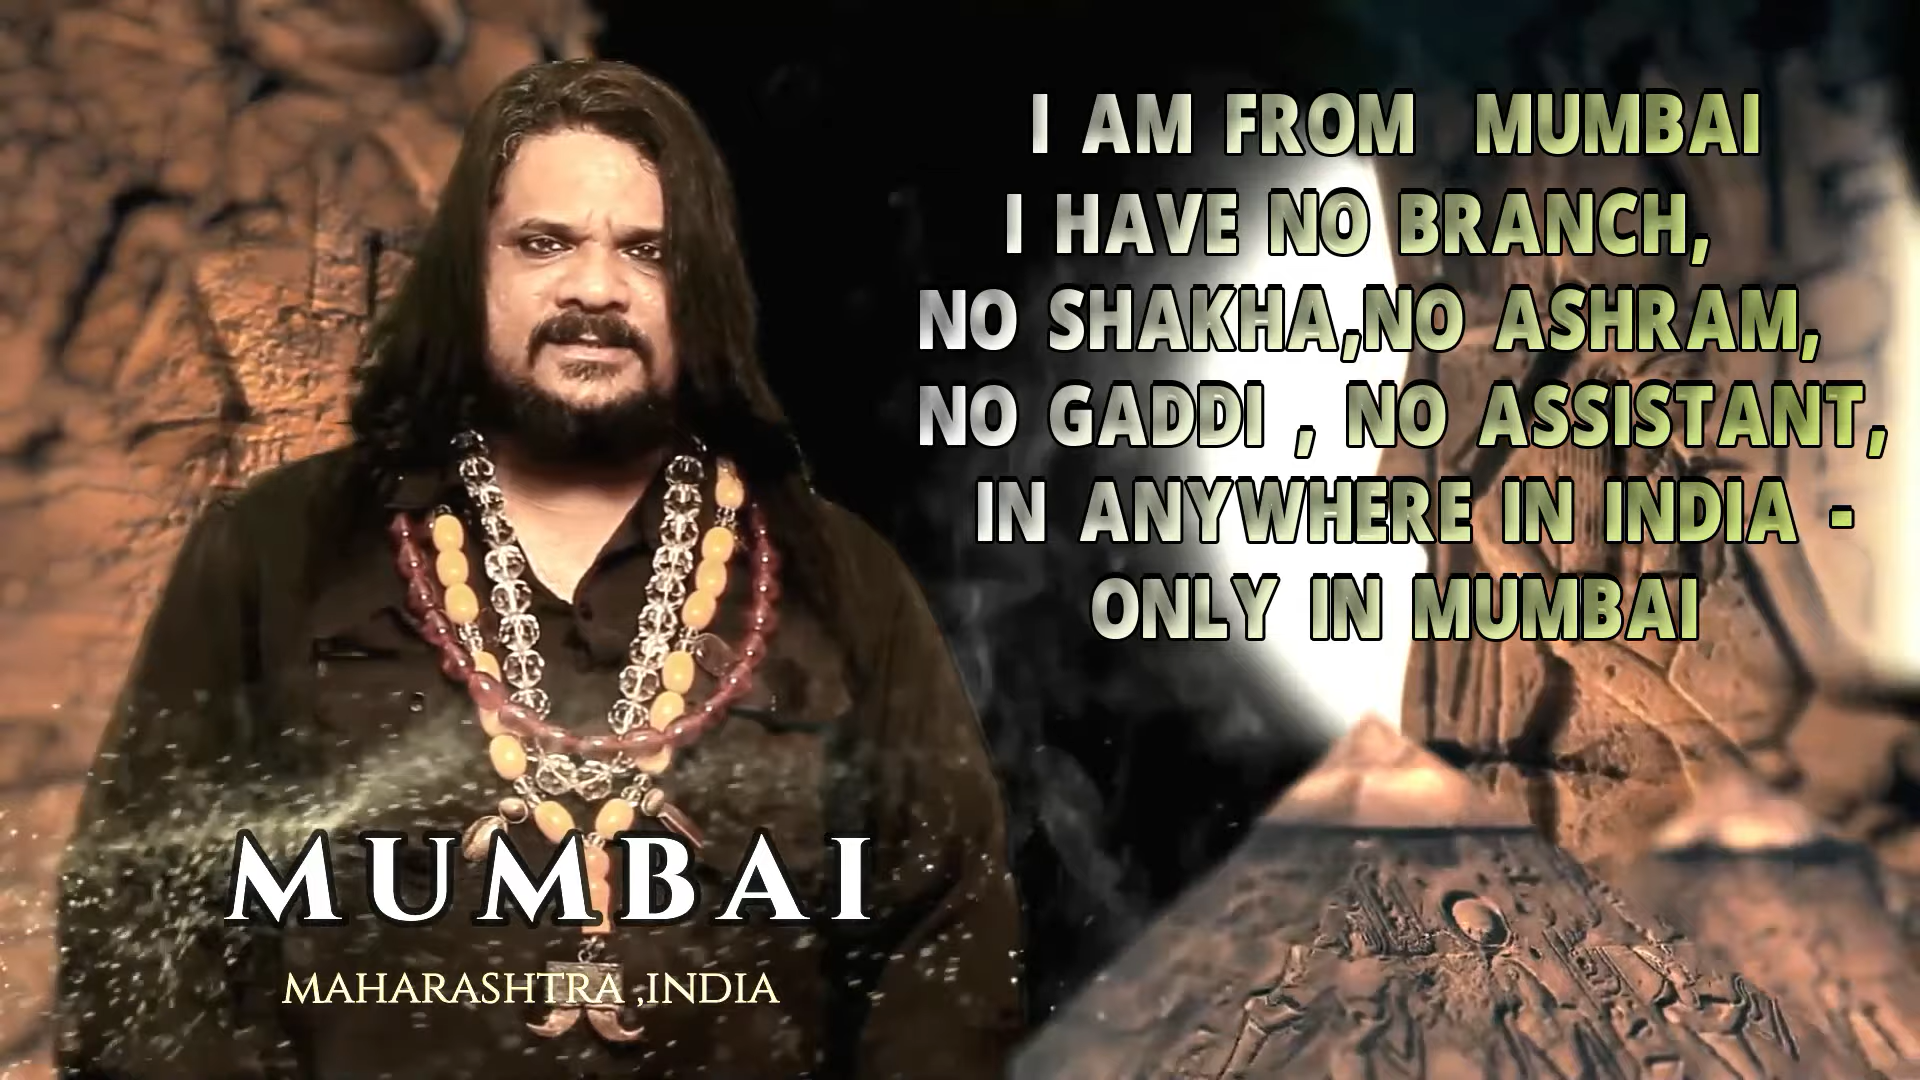 I AM FROM MUMBAI
I HAVE NO BRANCH,
NO SHAKHA,NO ASHRAM,
NO GADDI , NO ASSISTANT,
IN ANYWHERE IN INDIA -
ONLY IN MUMBAI
MUMBAI
MAHARASHTRA ,INDIA